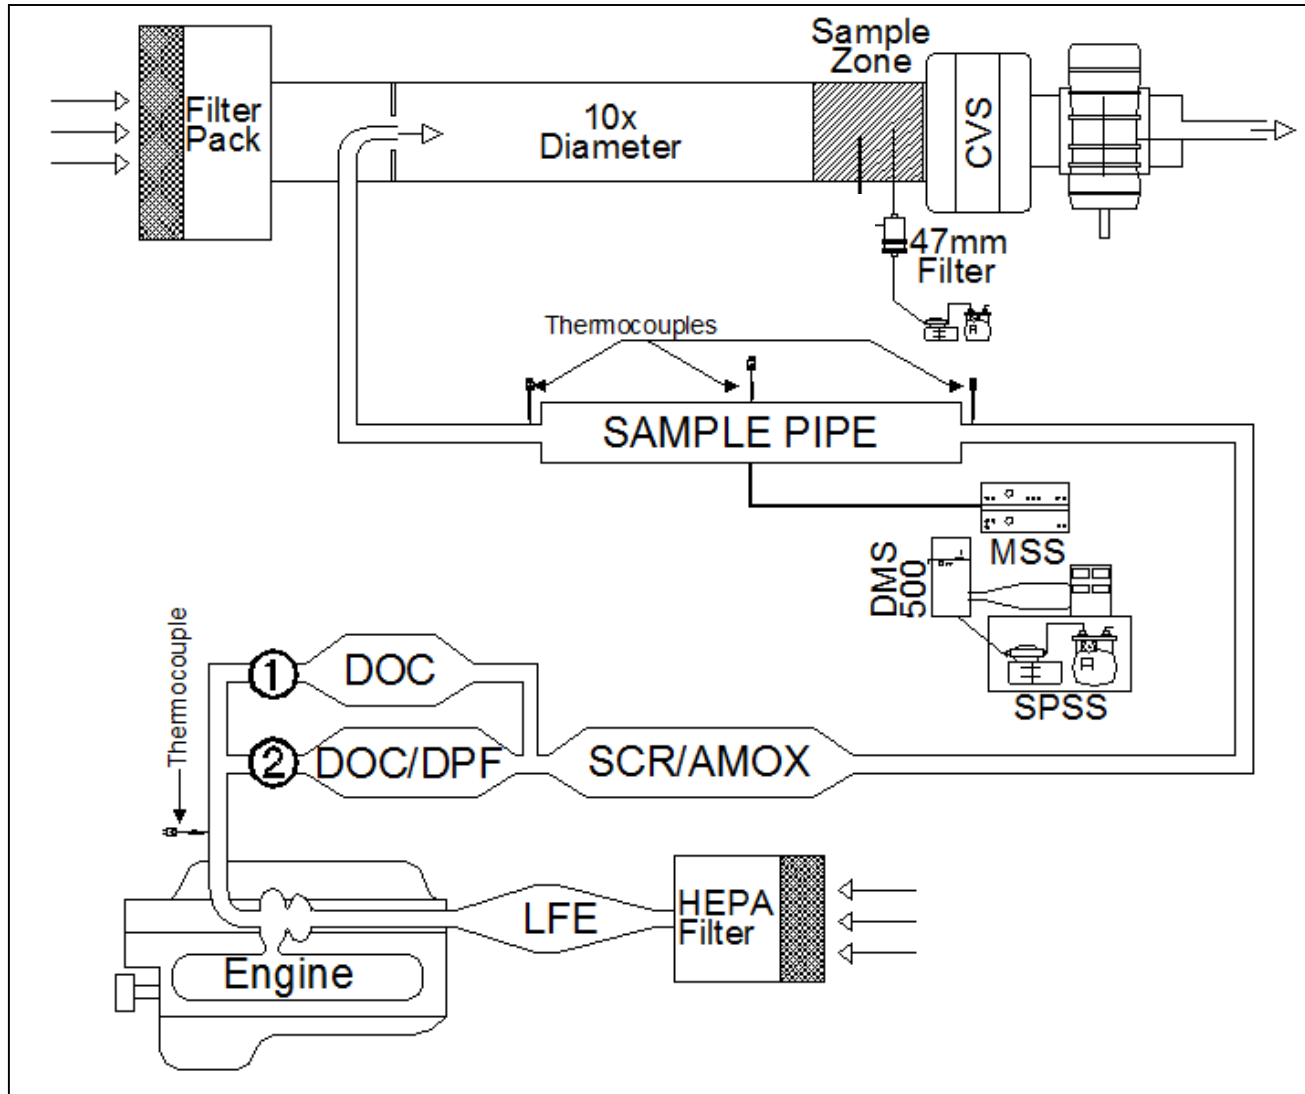 Sample
Zone
Filter
Pack
10x
Diameter
CVS
47mm
Filter
Thermocouples
SAMPLE PIPE
MSS
DMS
500
SPSS
Thermocouple
1
DOC
2
DOC/DPF
SCR/AMOX
HEPA
Filter
LFE
Engine